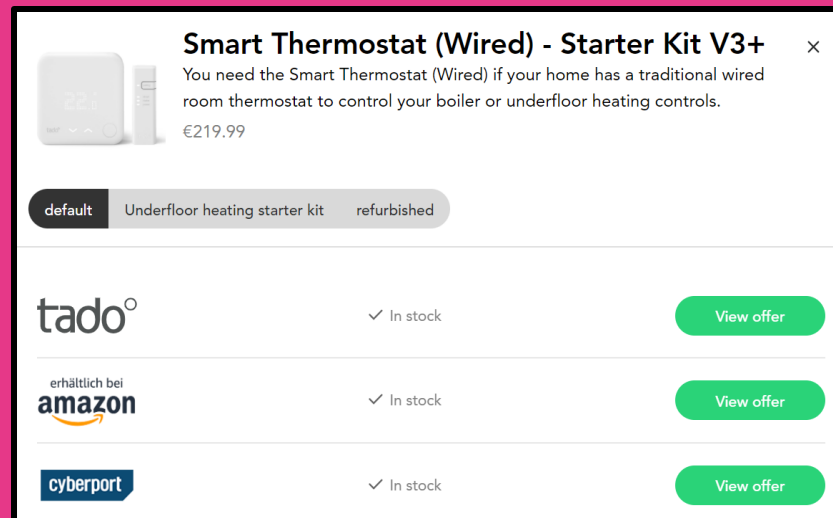 Smart Thermostat (Wired) - Starter Kit V3+
You need the Smart Thermostat (Wired) if your home has a traditional wired
room thermostat to control your boiler or underfloor heating controls.
€219.99
default Underfloor heating starter kit refurbished
tado°
In stock
View offer
erhältlich bei
amazon
In stock
View offer
cyberport
In stock
View offer